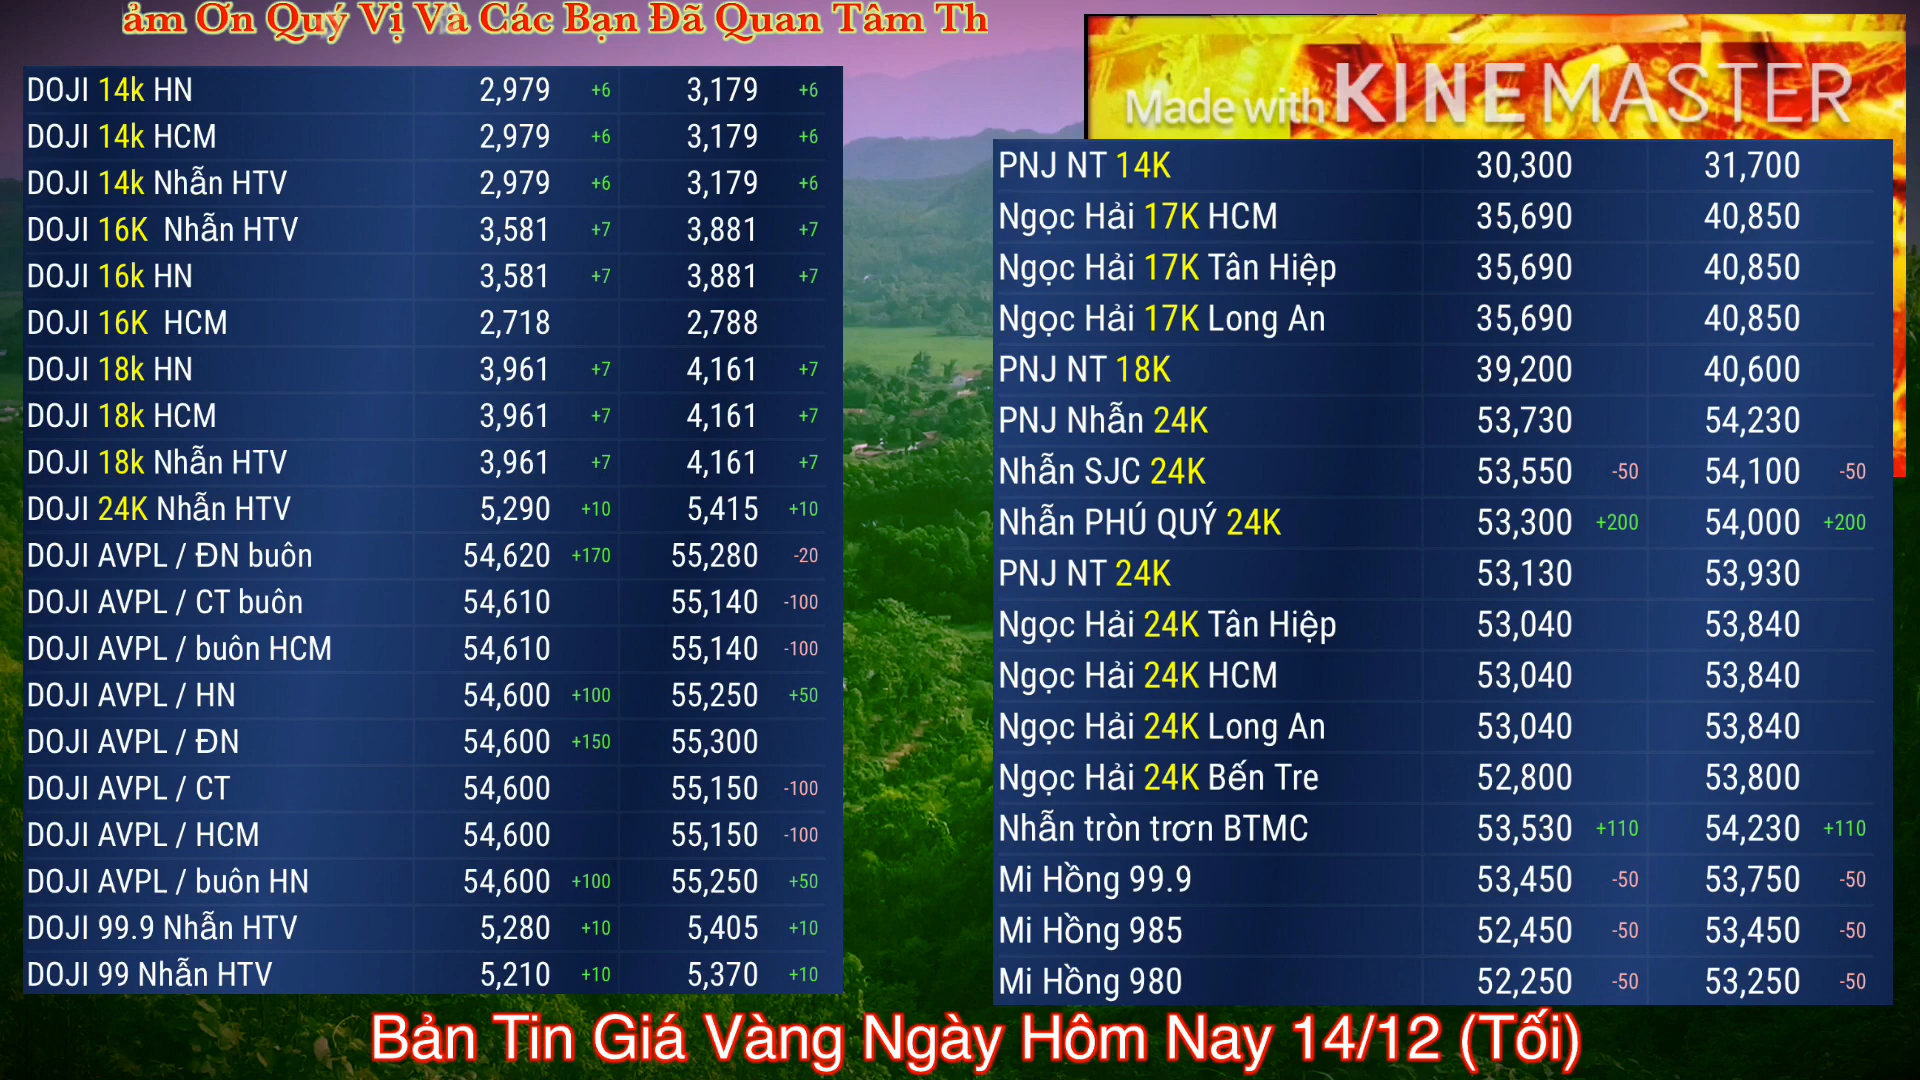 ảm Ơn Quý Vị Và Các Bạn Đã Quan Tâm Th
Made with KINEMASTER
DOJI 14k HN 2,979 +6 3,179 +6
DOJI 14k HCM 2,979 +6 3,179 +6
DOJI 14k Nhẫn HTV 2,979 +6 3,179 +6
DOJI 16K Nhẫn HTV 3,581 +7 3,881 +7
DOJI 16k HN 3,581 +7 3,881 +7
DOJI 16K HCM 2,718 2,788
DOJI 18k HN 3,961 +7 4,161 +7
DOJI 18k HCM 3,961 +7 4,161 +7
DOJI 18k Nhẫn HTV 3,961 +7 4,161 +7
DOJI 24K Nhẫn HTV 5,290 +10 5,415 +10
DOJI AVPL / ĐN buôn 54,620 +170 55,280 -20
DOJI AVPL / CT buôn 54,610 55,140 -100
DOJI AVPL / buôn HCM 54,610 55,140 -100
DOJI AVPL / HN 54,600 +100 55,250 +50
DOJI AVPL / ĐN 54,600 +150 55,300
DOJI AVPL / CT 54,600 55,150 -100
DOJI AVPL / HCM 54,600 55,150 -100
DOJI AVPL / buôn HN 54,600 +100 55,250 +50
DOJI 99.9 Nhẫn HTV 5,280 +10 5,405 +10
DOJI 99 Nhẫn HTV 5,210 +10 5,370 +10
PNJ NT 14K 30,300 31,700
Ngọc Hải 17K HCM 35,690 40,850
Ngọc Hải 17K Tân Hiệp 35,690 40,850
Ngọc Hải 17K Long An 35,690 40,850
PNJ NT 18K 39,200 40,600
PNJ Nhẫn 24K 53,730 54,230
Nhẫn SJC 24K 53,550 -50 54,100 -50
Nhẫn PHÚ QUÝ 24K 53,300 +200 54,000 +200
PNJ NT 24K 53,130 53,930
Ngọc Hải 24K Tân Hiệp 53,040 53,840
Ngọc Hải 24K HCM 53,040 53,840
Ngọc Hải 24K Long An 53,040 53,840
Ngọc Hải 24K Bến Tre 52,800 53,800
Nhẫn tròn trơn BTMC 53,530 +110 54,230 +110
Mi Hồng 99.9 53,450 -50 53,750 -50
Mi Hồng 985 52,450 -50 53,450 -50
Mi Hồng 980 52,250 -50 53,250 -50
Bản Tin Giá Vàng Ngày Hôm Nay 14/12 (Tối)